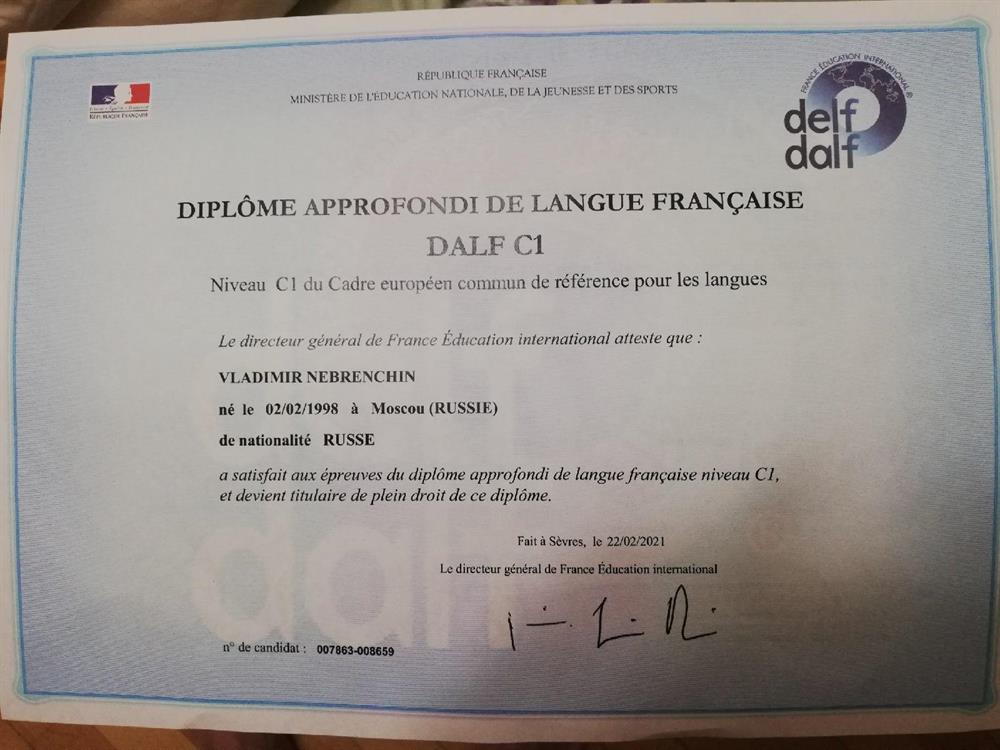 RÉPUBLIQUE FRANÇAISE
MINISTÈRE DE L'ÉDUCATION NATIONALE, DE LA JEUNESSE ET DES SPORTS
RÉPUBLIQUE FRANÇAISE
FRANCE ÉDUCATION INTERNATIONAL ®
delf
dalf
DIPLÔME APPROFONDI DE LANGUE FRANÇAISE
DALF C1
Niveau C1 du Cadre européen commun de référence pour les langues
Le directeur général de France Éducation international atteste que :
VLADIMIR NEBRENCHIN
né le 02/02/1998 à Moscou (RUSSIE)
de nationalité RUSSE
a satisfait aux épreuves du diplôme approfondi de langue française niveau C1,
et devient titulaire de plein droit de ce diplôme.
Fait à Sèvres, le 22/02/2021
Le directeur général de France Éducation international
n° de candidat : 007863-008659